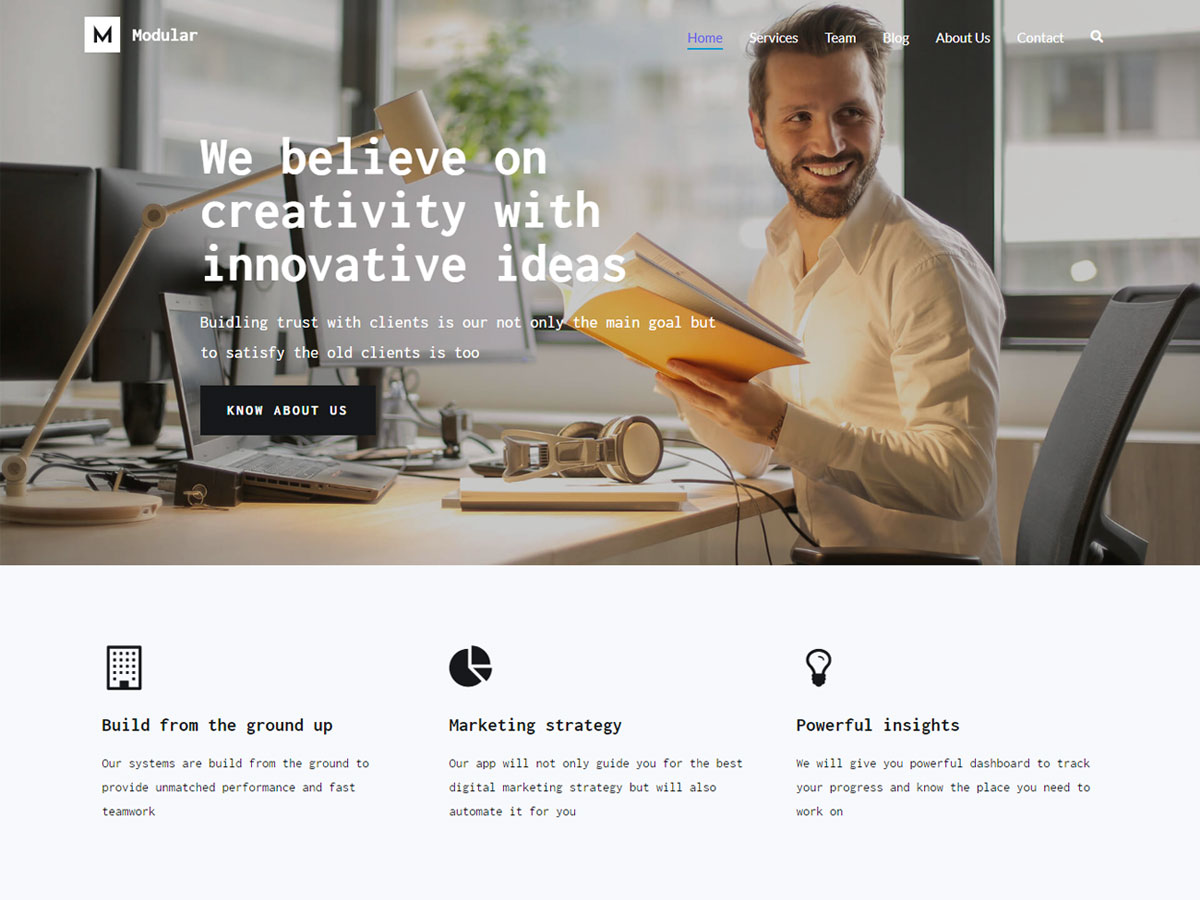 M Modular
Home Services Team Blog About Us Contact
We believe on
creativity with
innovative ideas
Buidling trust with clients is our not only the main goal but
to satisfy the old clients is too
KNOW ABOUT US
Build from the ground up
Our systems are build from the ground to
provide unmatched performance and fast
teamwork
Marketing strategy
Our app will not only guide you for the best
digital marketing strategy but will also
automate it for you
Powerful insights
We will give you powerful dashboard to track
your progress and know the place you need to
work on